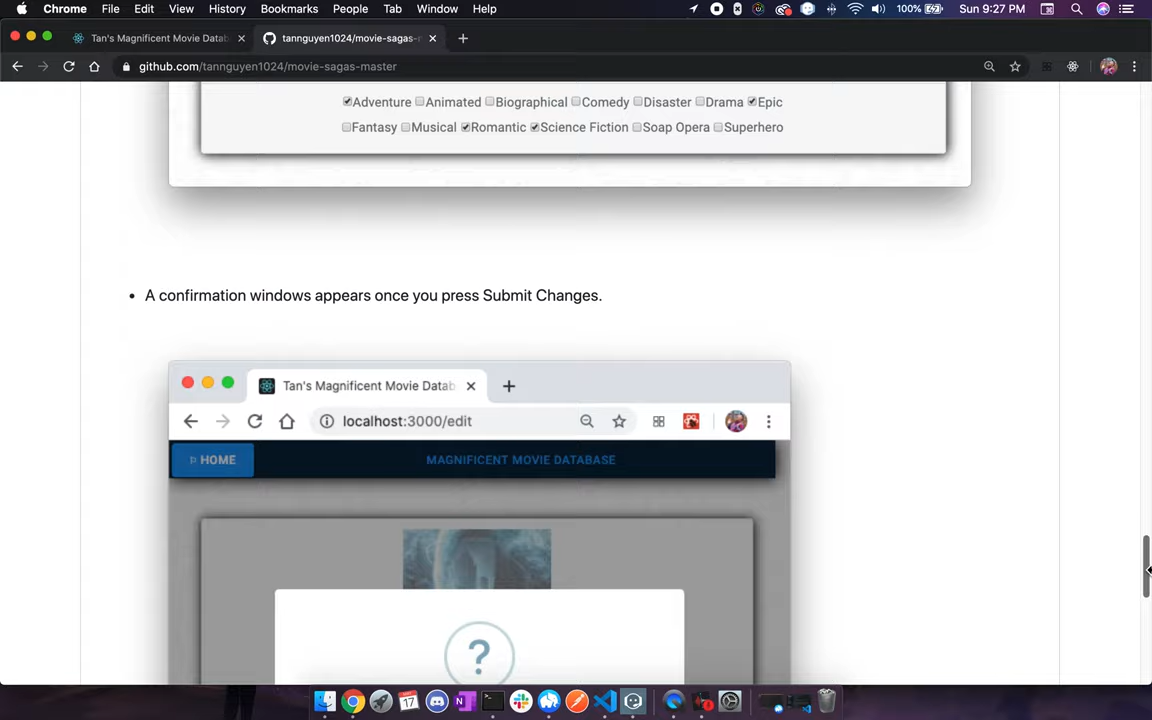 Chrome File Edit View History Bookmarks People Tab Window Help 100% Sun 9:27 PM
Tan's Magnificent Movie Datab
tannguyen1024/movie-sagas-
github.com/tannguyen1024/movie-sagas-master
Adventure Animated Biographical Comedy Disaster Drama Epic
Fantasy Musical Romantic Science Fiction Soap Opera Superhero
• A confirmation windows appears once you press Submit Changes.
Tan's Magnificent Movie Datab
localhost:3000/edit
HOME MAGNIFICENT MOVIE DATABASE
?
17